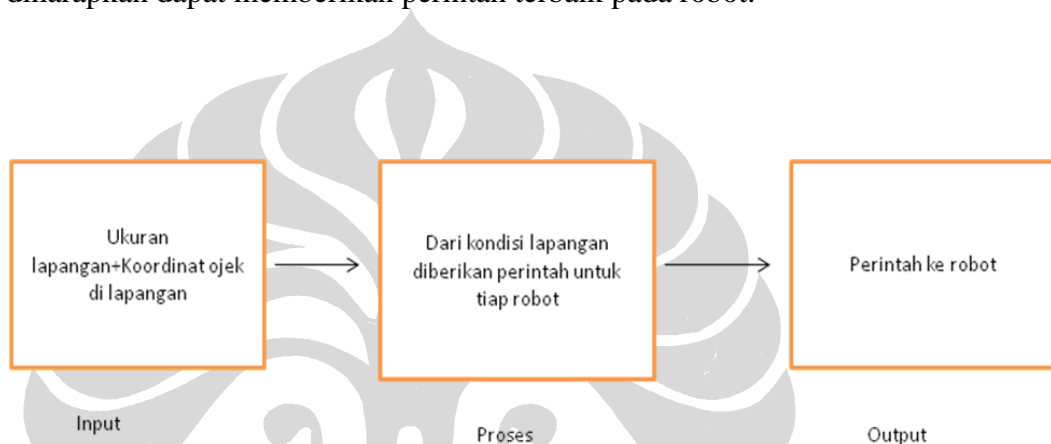 diharapkan dapat memberikan perintah terbaik pada robot.
Ukuran
lapangan+Koordinat ojek
di lapangan
Dari kondisi lapangan
diberikan perintah untuk
tiap robot
Perintah ke robot
Input
Proses
Output